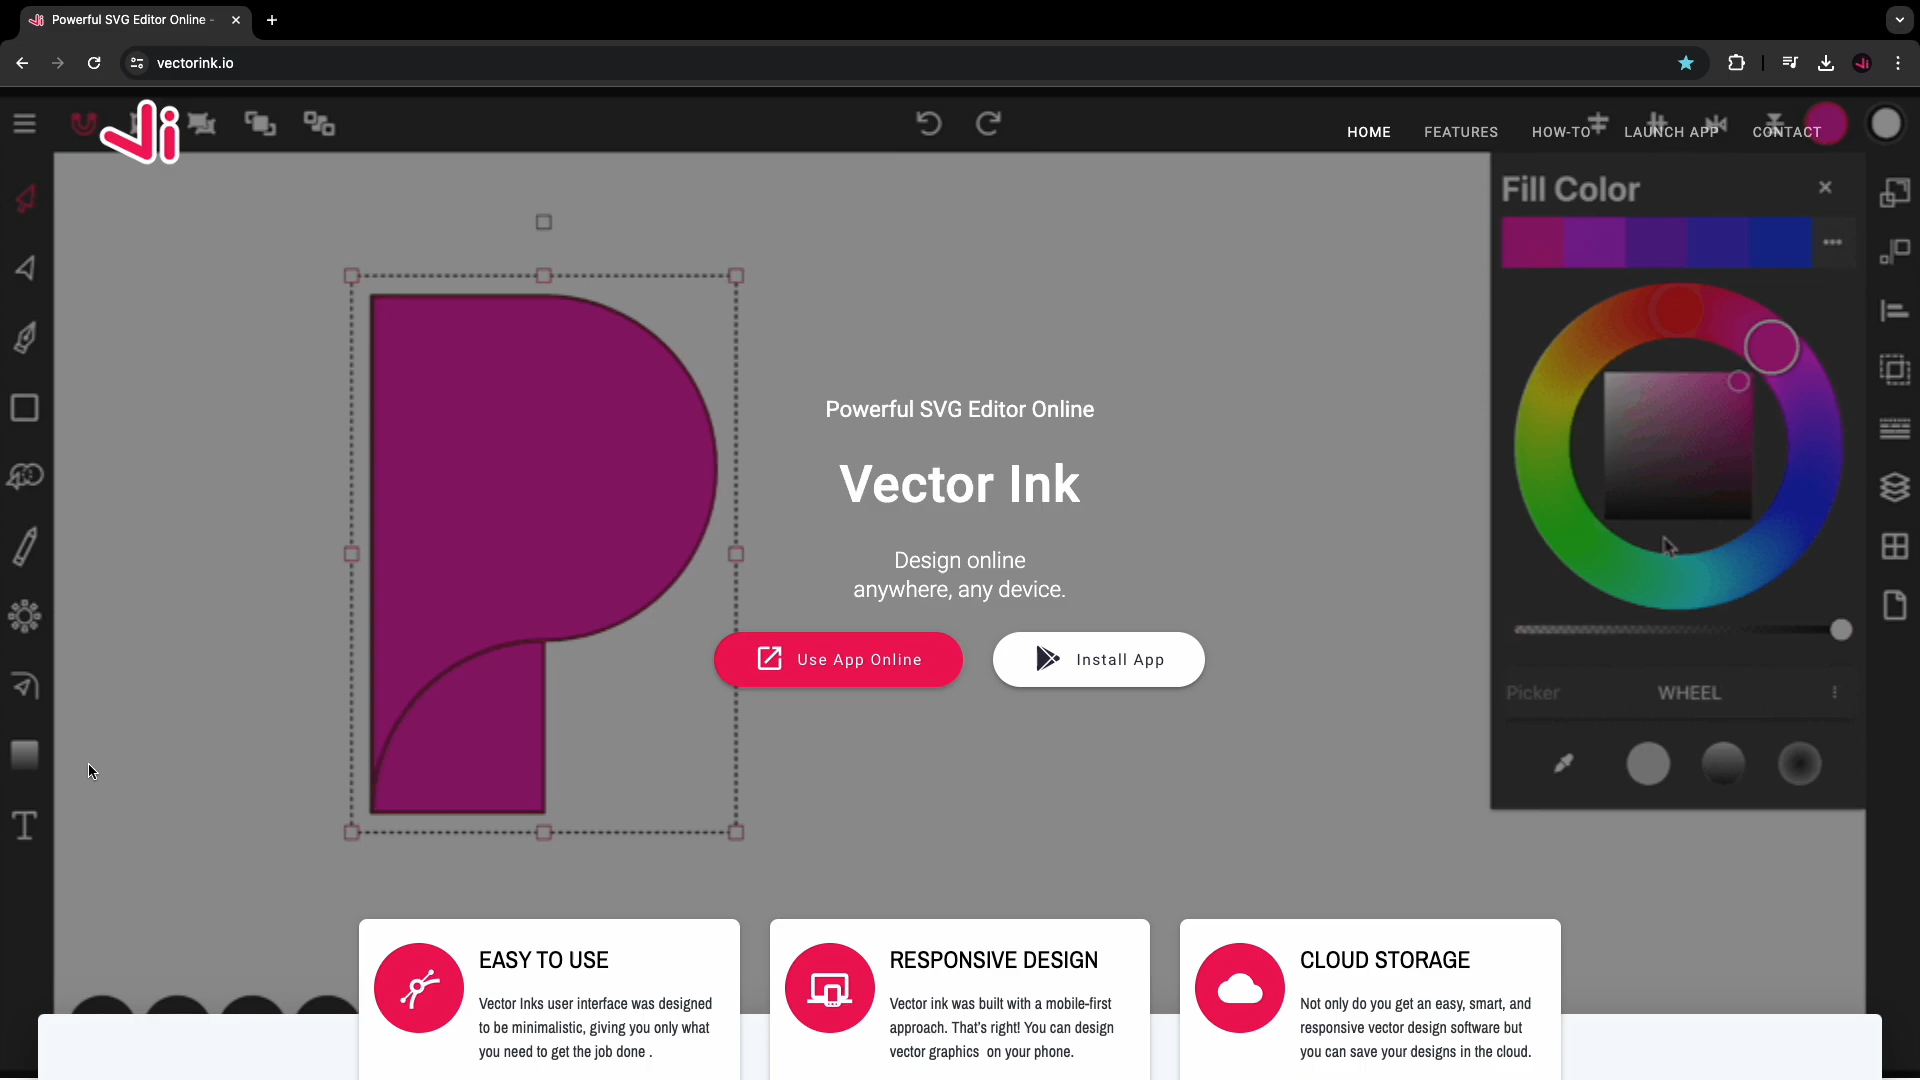 Powerful SVG Editor Online -
vectorink.io
HOME FEATURES HOW-TO LAUNCH APP CONTACT
Fill Color
Powerful SVG Editor Online
Vector Ink
Design online
anywhere, any device.
Use App Online
Install App
Picker WHEEL
EASY TO USE
Vector Inks user interface was designed
to be minimalistic, giving you only what
you need to get the job done .
RESPONSIVE DESIGN
Vector ink was built with a mobile-first
approach. That's right! You can design
vector graphics on your phone.
CLOUD STORAGE
Not only do you get an easy, smart, and
responsive vector design software but
you can save your designs in the cloud.